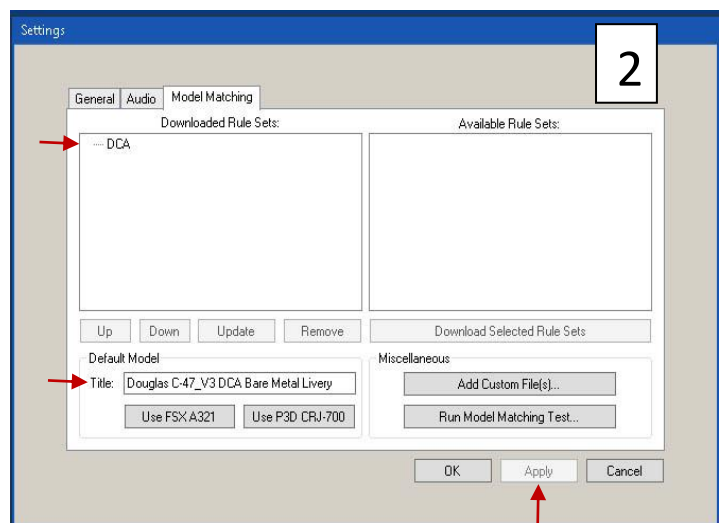 Settings
2
General Audio Model Matching
Downloaded Rule Sets: Available Rule Sets:
DCA
Up Down Update Remove Download Selected Rule Sets
Default Model Miscellaneous
Title: Douglas C-47_V3 DCA Bare Metal Livery Add Custom File(s)...
Use FSX A321 Use P3D CRJ-700 Run Model Matching Test...
OK Apply Cancel